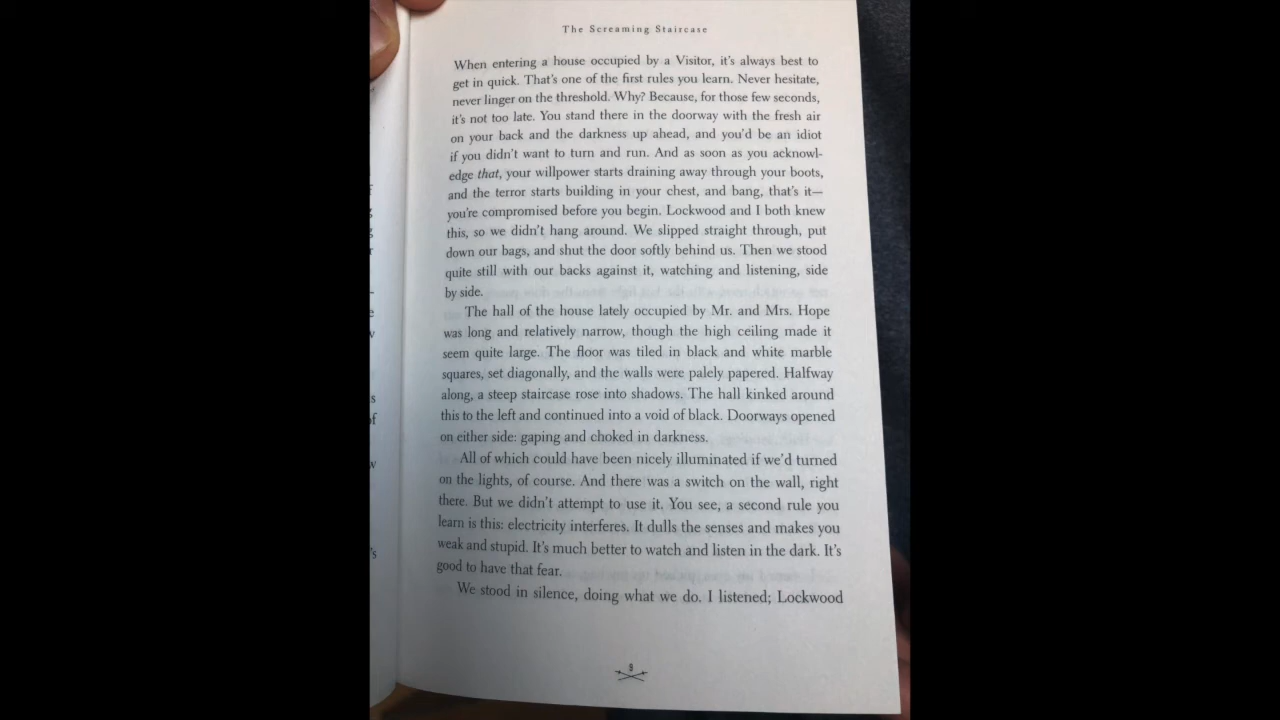 The Screaming Staircase
When entering a house occupied by a Visitor, it's always best to
get in quick. That's one of the first rules you learn. Never hesitate,
never linger on the threshold. Why? Because, for those few seconds,
it's not too late. You stand there in the doorway with the fresh air
on your back and the darkness up ahead, and you'd be an idiot
if you didn't want to turn and run. And as soon as you acknowl-
edge that, your willpower starts draining away through your boots,
and the terror starts building in your chest, and bang, that's it—
you're compromised before you begin. Lockwood and I both knew
this, so we didn't hang around. We slipped straight through, put
down our bags, and shut the door softly behind us. Then we stood
quite still with our backs against it, watching and listening, side
by side.
The hall of the house lately occupied by Mr. and Mrs. Hope
was long and relatively narrow, though the high ceiling made it
seem quite large. The floor was tiled in black and white marble
squares, set diagonally, and the walls were palely papered. Halfway
along, a steep staircase rose into shadows. The hall kinked around
this to the left and continued into a void of black. Doorways opened
on either side: gaping and choked in darkness.
All of which could have been nicely illuminated if we'd turned
on the lights, of course. And there was a switch on the wall, right
there. But we didn't attempt to use it. You see, a second rule you
learn is this: electricity interferes. It dulls the senses and makes you
weak and stupid. It's much better to watch and listen in the dark. It's
good to have that fear.
We stood in silence, doing what we do. I listened; Lockwood
9